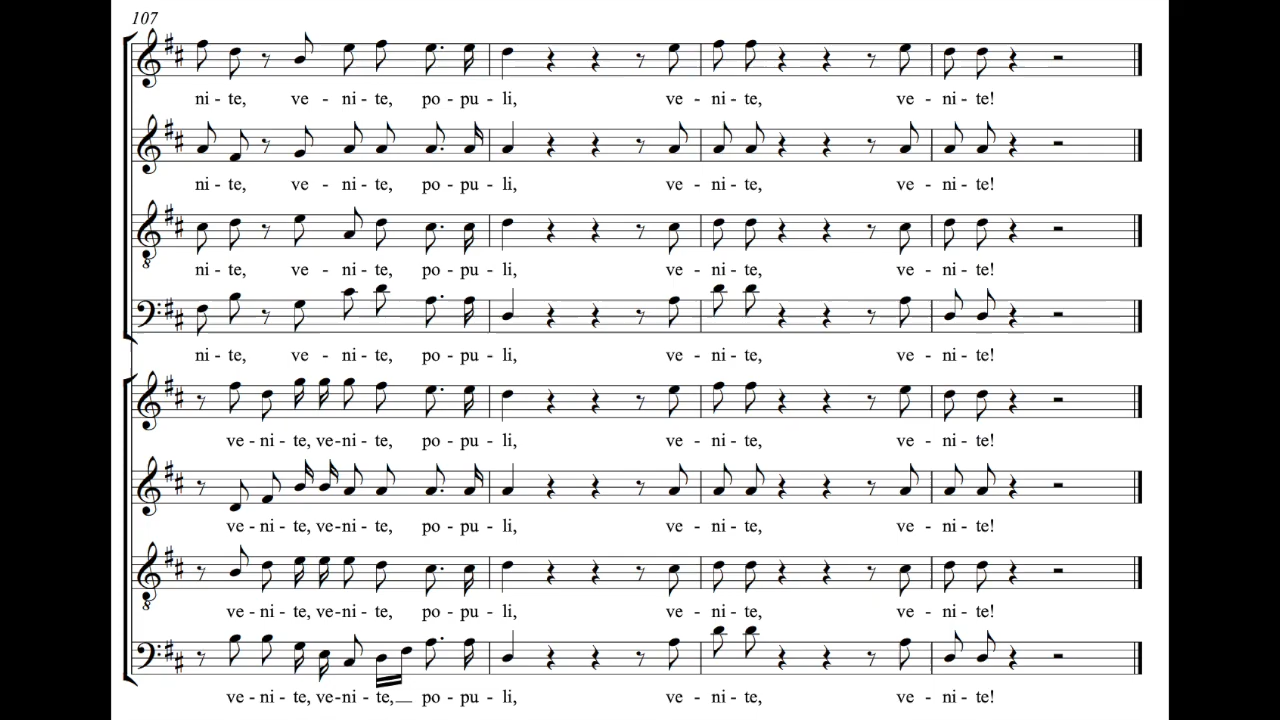 107
ni - te, ve - ni - te, po - pu - li, ve - ni - te, ve - ni - te!
ni - te, ve - ni - te, po - pu - li, ve - ni - te, ve - ni - te!
ni - te, ve - ni - te, po - pu - li, ve - ni - te, ve - ni - te!
8
ni - te, ve - ni - te, po - pu - li, ve - ni - te, ve - ni - te!
ve - ni - te, ve - ni - te, po - pu - li, ve - ni - te, ve - ni - te!
ve - ni - te, ve - ni - te, po - pu - li, ve - ni - te, ve - ni - te!
8
ve - ni - te, ve - ni - te, po - pu - li, ve - ni - te, ve - ni - te!
ve - ni - te, ve - ni - te,__ po - pu - li, ve - ni - te, ve - ni - te!